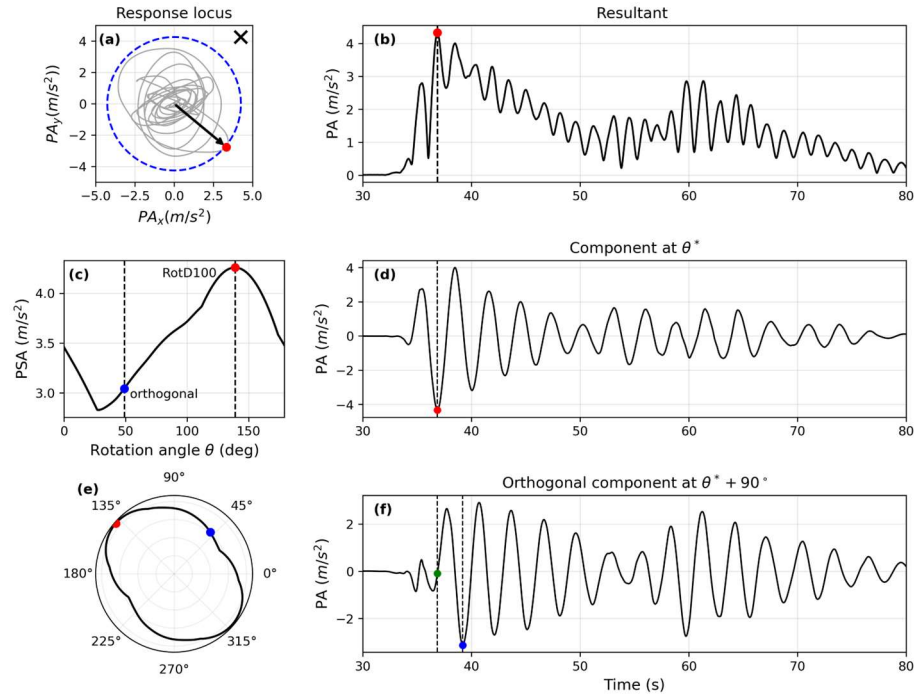 Response locus
(a)
PA_y(m/s²))
4
2
0
−2
−4
−5.0 −2.5 0.0 2.5 5.0
PA_x(m/s²)
Resultant
(b)
PA (m/s²)
4
3
2
1
0
30 40 50 60 70 80
(c)
RotD100
orthogonal
PSA (m/s²)
4.0
3.5
3.0
0 50 100 150
Rotation angle θ (deg)
Component at θ*
(d)
PA (m/s²)
4
2
0
−2
−4
30 40 50 60 70 80
(e)
90°
135° 45°
180° 0°
225° 315°
270°
Orthogonal component at θ* + 90°
(f)
PA (m/s²)
2
0
−2
30 40 50 60 70 80
Time (s)